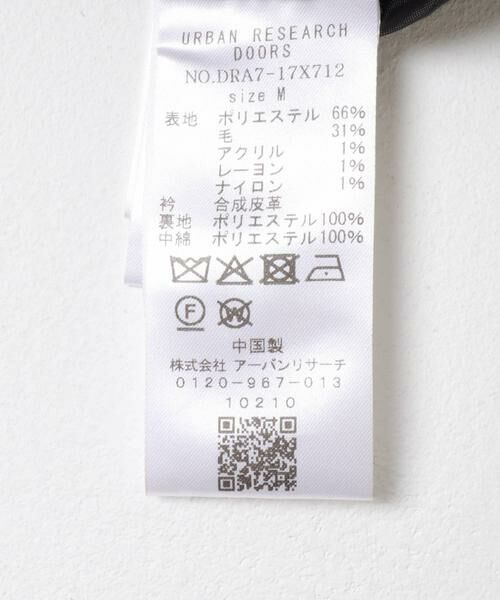 URBAN RESEARCH
DOORS
NO.DRA7-17X712
size M
表地 ポリエステル 66%
毛 31%
アクリル 1%
レーヨン 1%
ナイロン 1%
衿 合成皮革
裏地 ポリエステル100%
中綿 ポリエステル100%
F W
中国製
株式会社 アーバンリサーチ
0120-967-013
10210